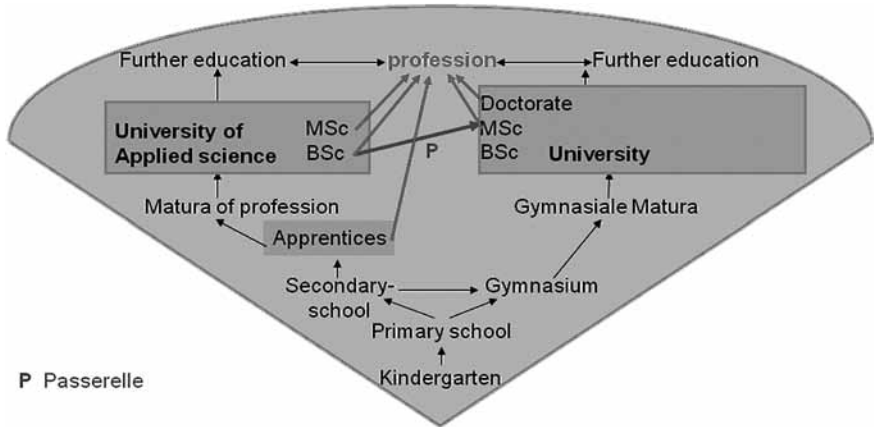 Further education
profession
Further education
University of
Applied science
MSc
BSc
P
Doctorate
MSc
BSc
University
Matura of profession
Gymnasiale Matura
Apprentices
Secondary-
school
Gymnasium
Primary school
Kindergarten
P Passerelle